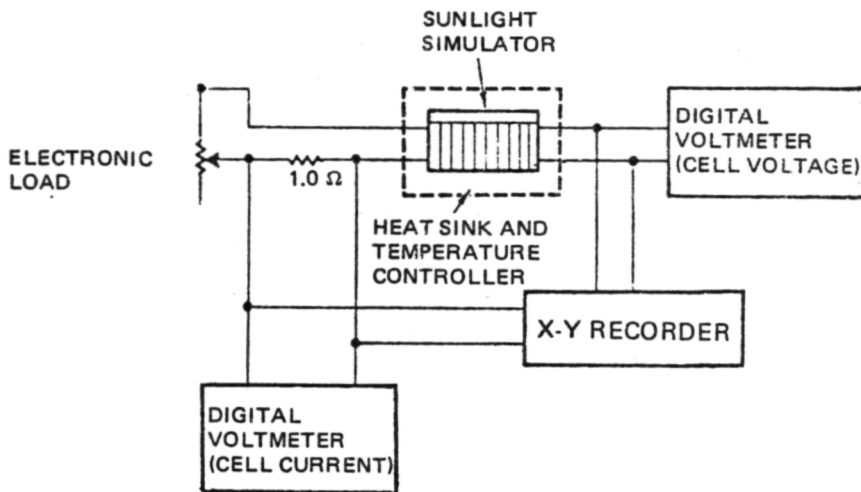 SUNLIGHT
SIMULATOR
DIGITAL
VOLTMETER
(CELL VOLTAGE)
ELECTRONIC
LOAD
1.0 Ω
HEAT SINK AND
TEMPERATURE
CONTROLLER
X-Y RECORDER
DIGITAL
VOLTMETER
(CELL CURRENT)